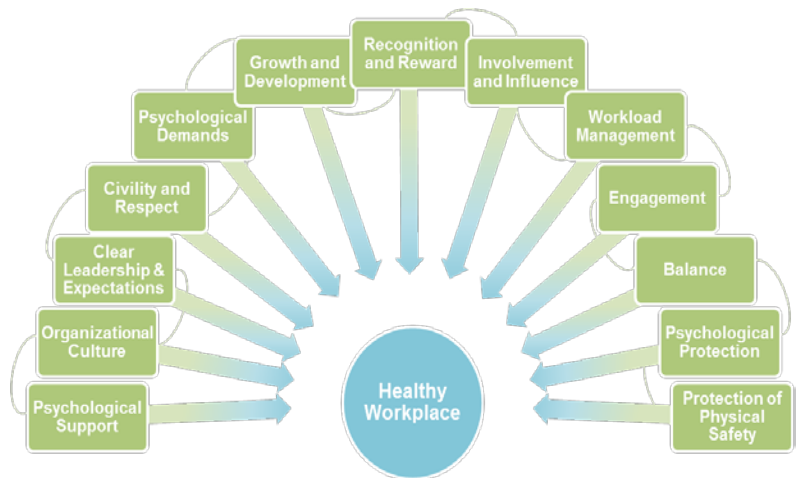 Psychological
Support
Organizational
Culture
Clear
Leadership &
Expectations
Civility and
Respect
Psychological
Demands
Growth and
Development
Recognition
and Reward
Involvement
and Influence
Workload
Management
Engagement
Balance
Psychological
Protection
Protection of
Physical
Safety
Healthy
Workplace